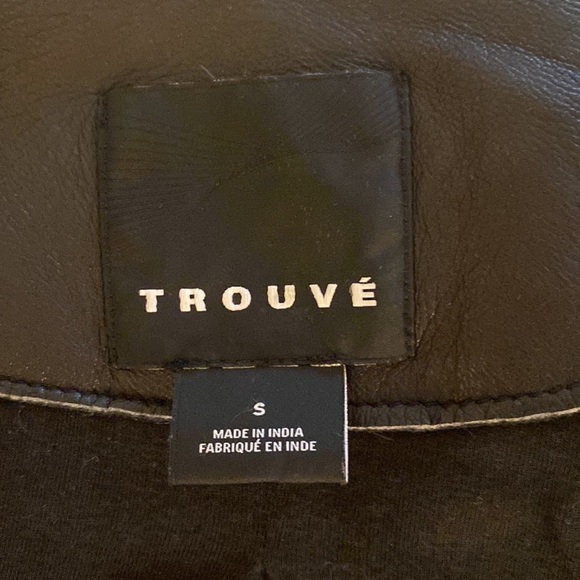 TROUVÉ
S
MADE IN INDIA
FABRIQUÉ EN INDE